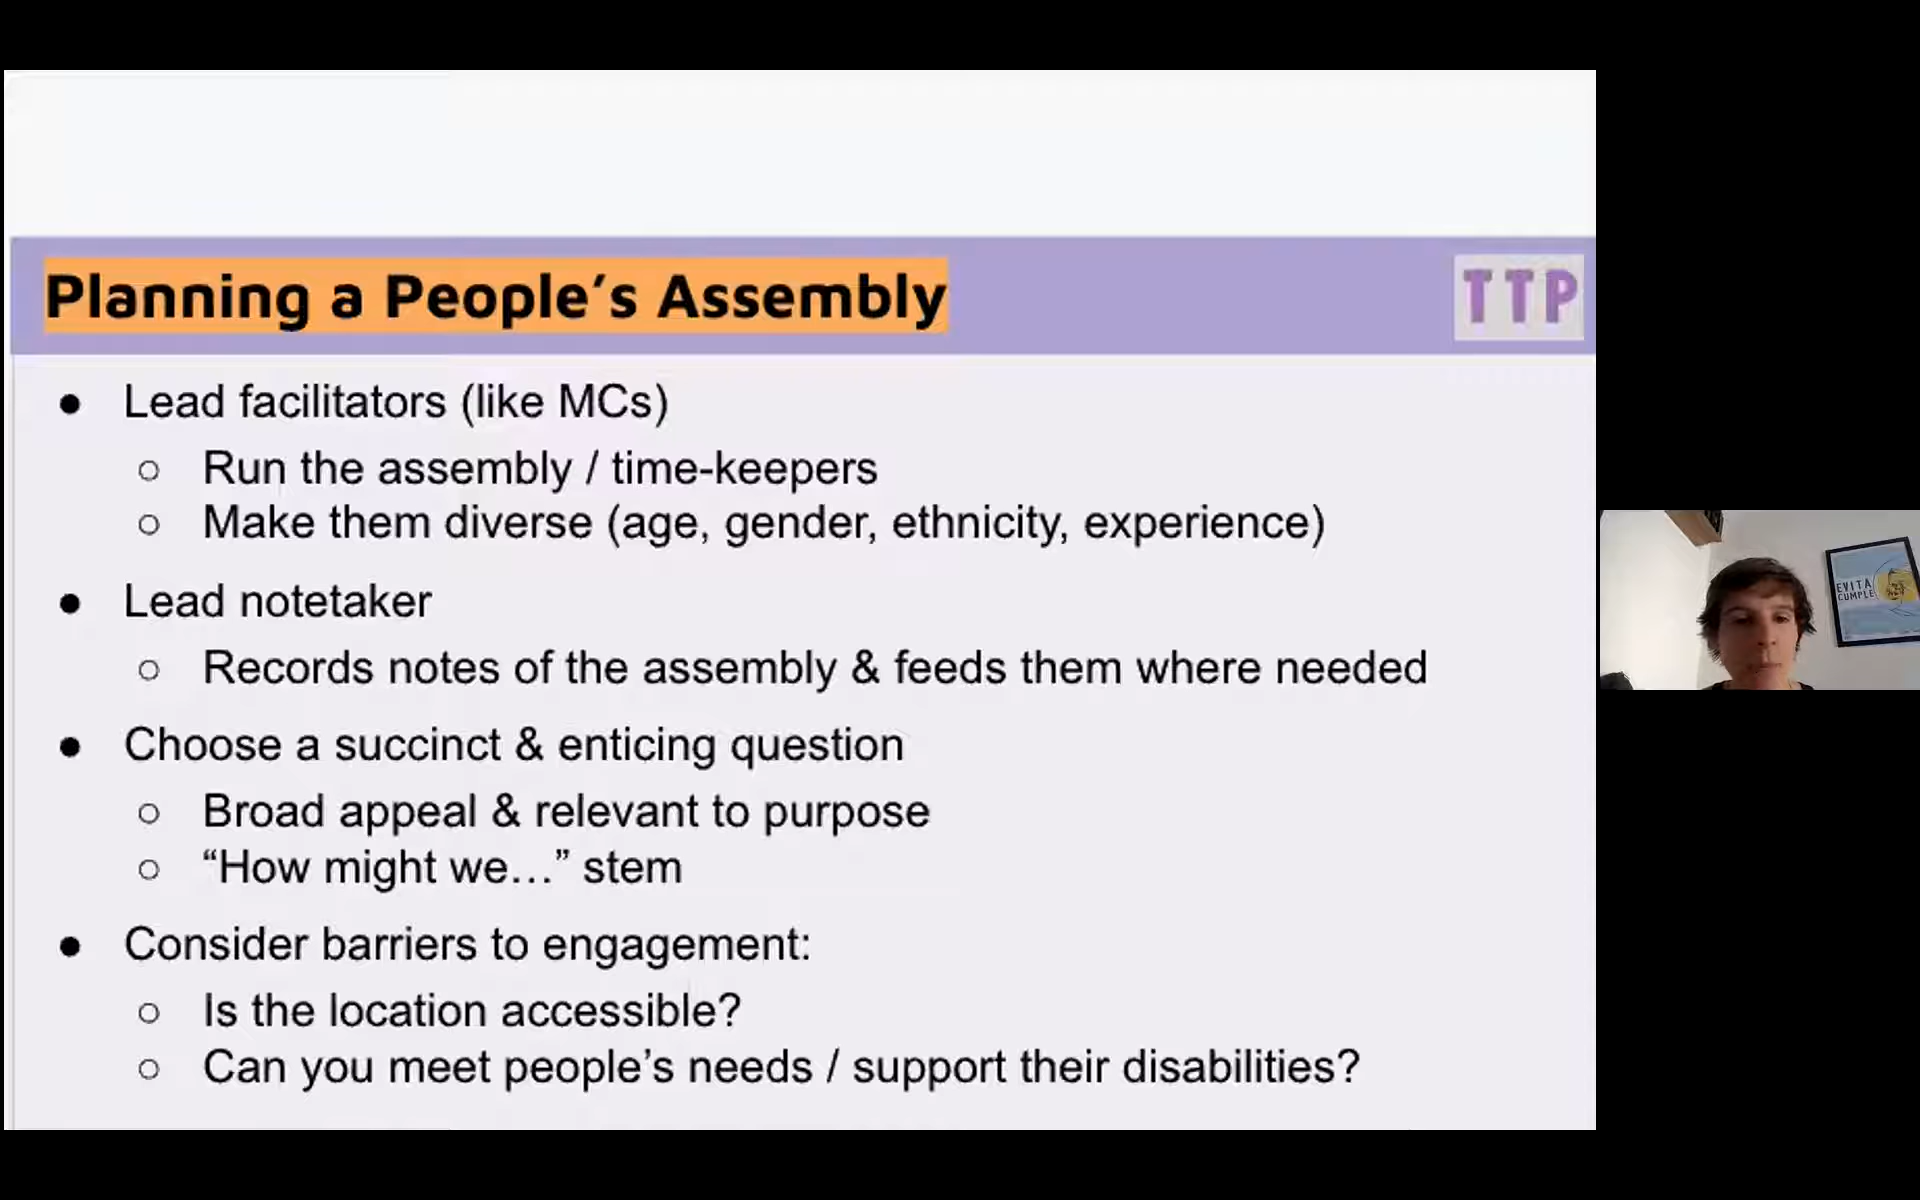 Planning a People’s Assembly
TTP
● Lead facilitators (like MCs)
○ Run the assembly / time-keepers
○ Make them diverse (age, gender, ethnicity, experience)
● Lead notetaker
○ Records notes of the assembly & feeds them where needed
● Choose a succinct & enticing question
○ Broad appeal & relevant to purpose
○ “How might we…” stem
● Consider barriers to engagement:
○ Is the location accessible?
○ Can you meet people’s needs / support their disabilities?
EVITA
CUMPLE